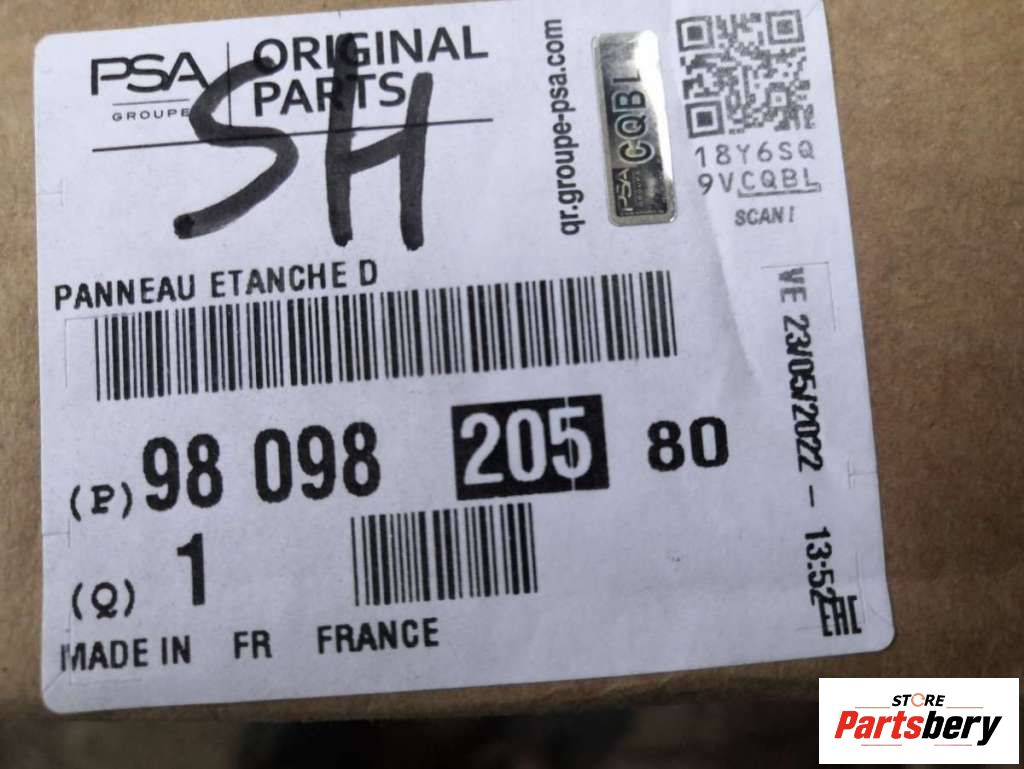 PSA
GROUPE
ORIGINAL
PARTS
SH
qr.groupe-psa.com
PSA
CQBL
18Y6SQ
9VCQBL
SCAN !
PANNEAU ETANCHE D
(P) 98 098 205 80
(Q) 1
MADE IN FR FRANCE
VE 23/05/2022 - 13:52
EAC
STORE
Partsbery